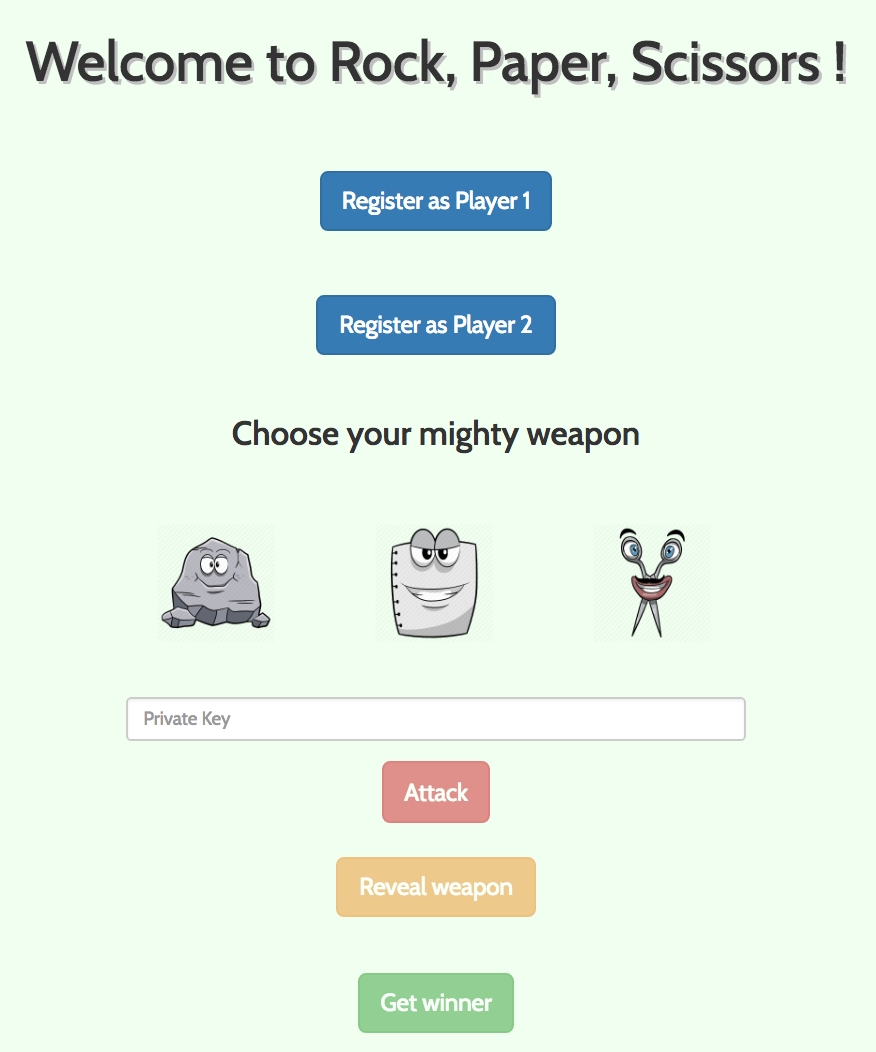 Welcome to Rock, Paper, Scissors !
Register as Player 1
Register as Player 2
Choose your mighty weapon
Private Key
Attack
Reveal weapon
Get winner